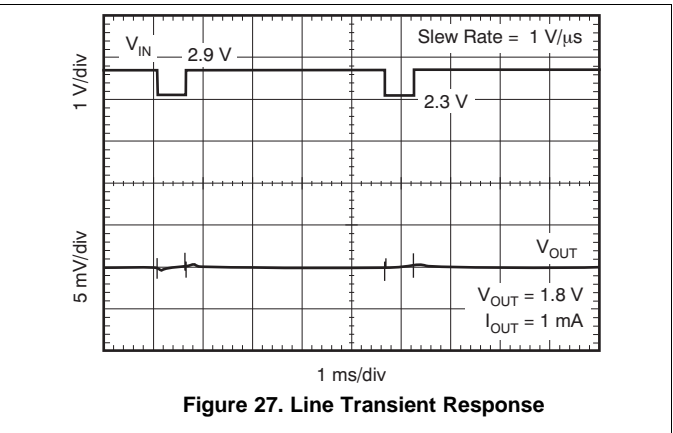 V_IN
2.9 V
Slew Rate = 1 V/μs
1 V/div
2.3 V
5 mV/div
V_OUT
V_OUT = 1.8 V
I_OUT = 1 mA
1 ms/div
Figure 27. Line Transient Response